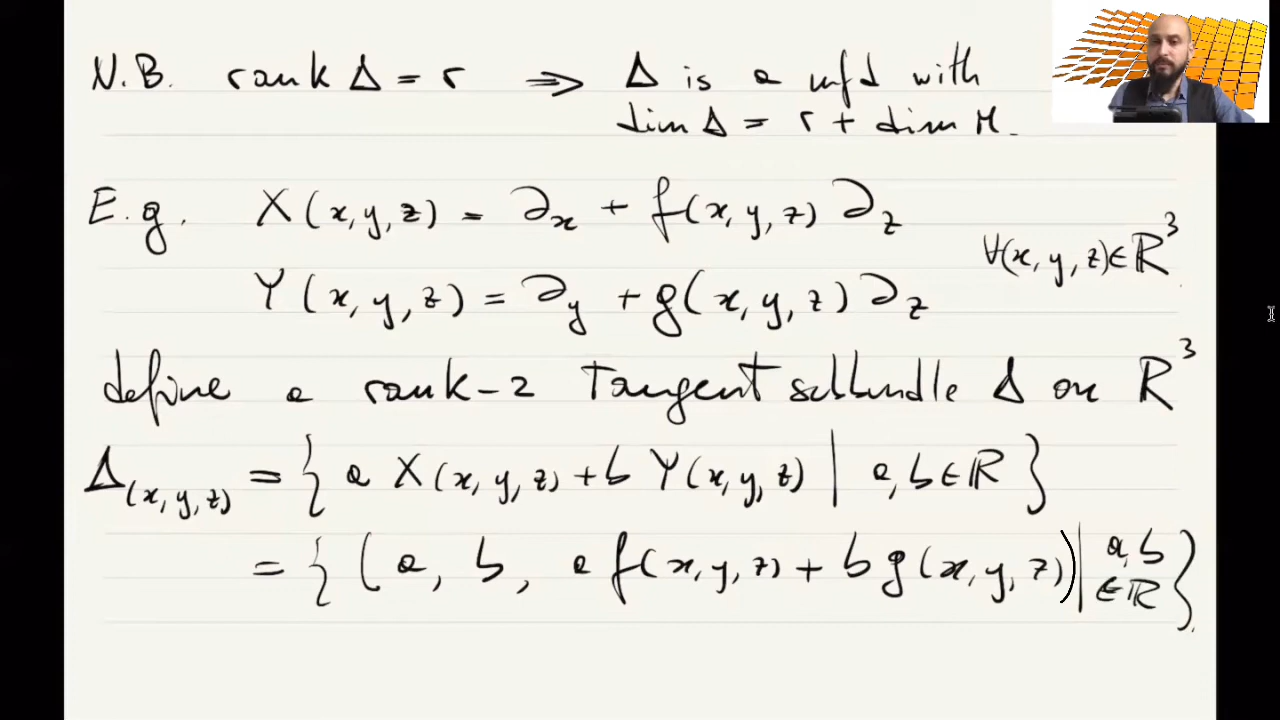 N.B. rank Δ = r ⇒ Δ is a mfd with
dim Δ = r + dim M.
E.g. X(x,y,z) = ∂x + f(x,y,z) ∂z
∀(x,y,z)∈ℝ³
Y(x,y,z) = ∂y + g(x,y,z) ∂z
define a rank-2 Tangent subbundle Δ on ℝ³
Δ(x,y,z) = { a X(x,y,z) + b Y(x,y,z) | a,b∈ℝ }
= { (a, b, a f(x,y,z) + b g(x,y,z)) | a,b ∈ℝ }.